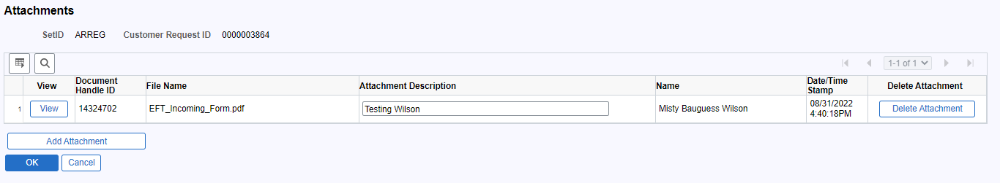 Attachments
SetID ARREG Customer Request ID 0000003864
1-1 of 1
View Document Handle ID File Name Attachment Description Name Date/Time Stamp Delete Attachment
1 View 14324702 EFT_Incoming_Form.pdf Testing Wilson Misty Bauguess Wilson 08/31/2022 4:40:18PM Delete Attachment
Add Attachment
OK Cancel